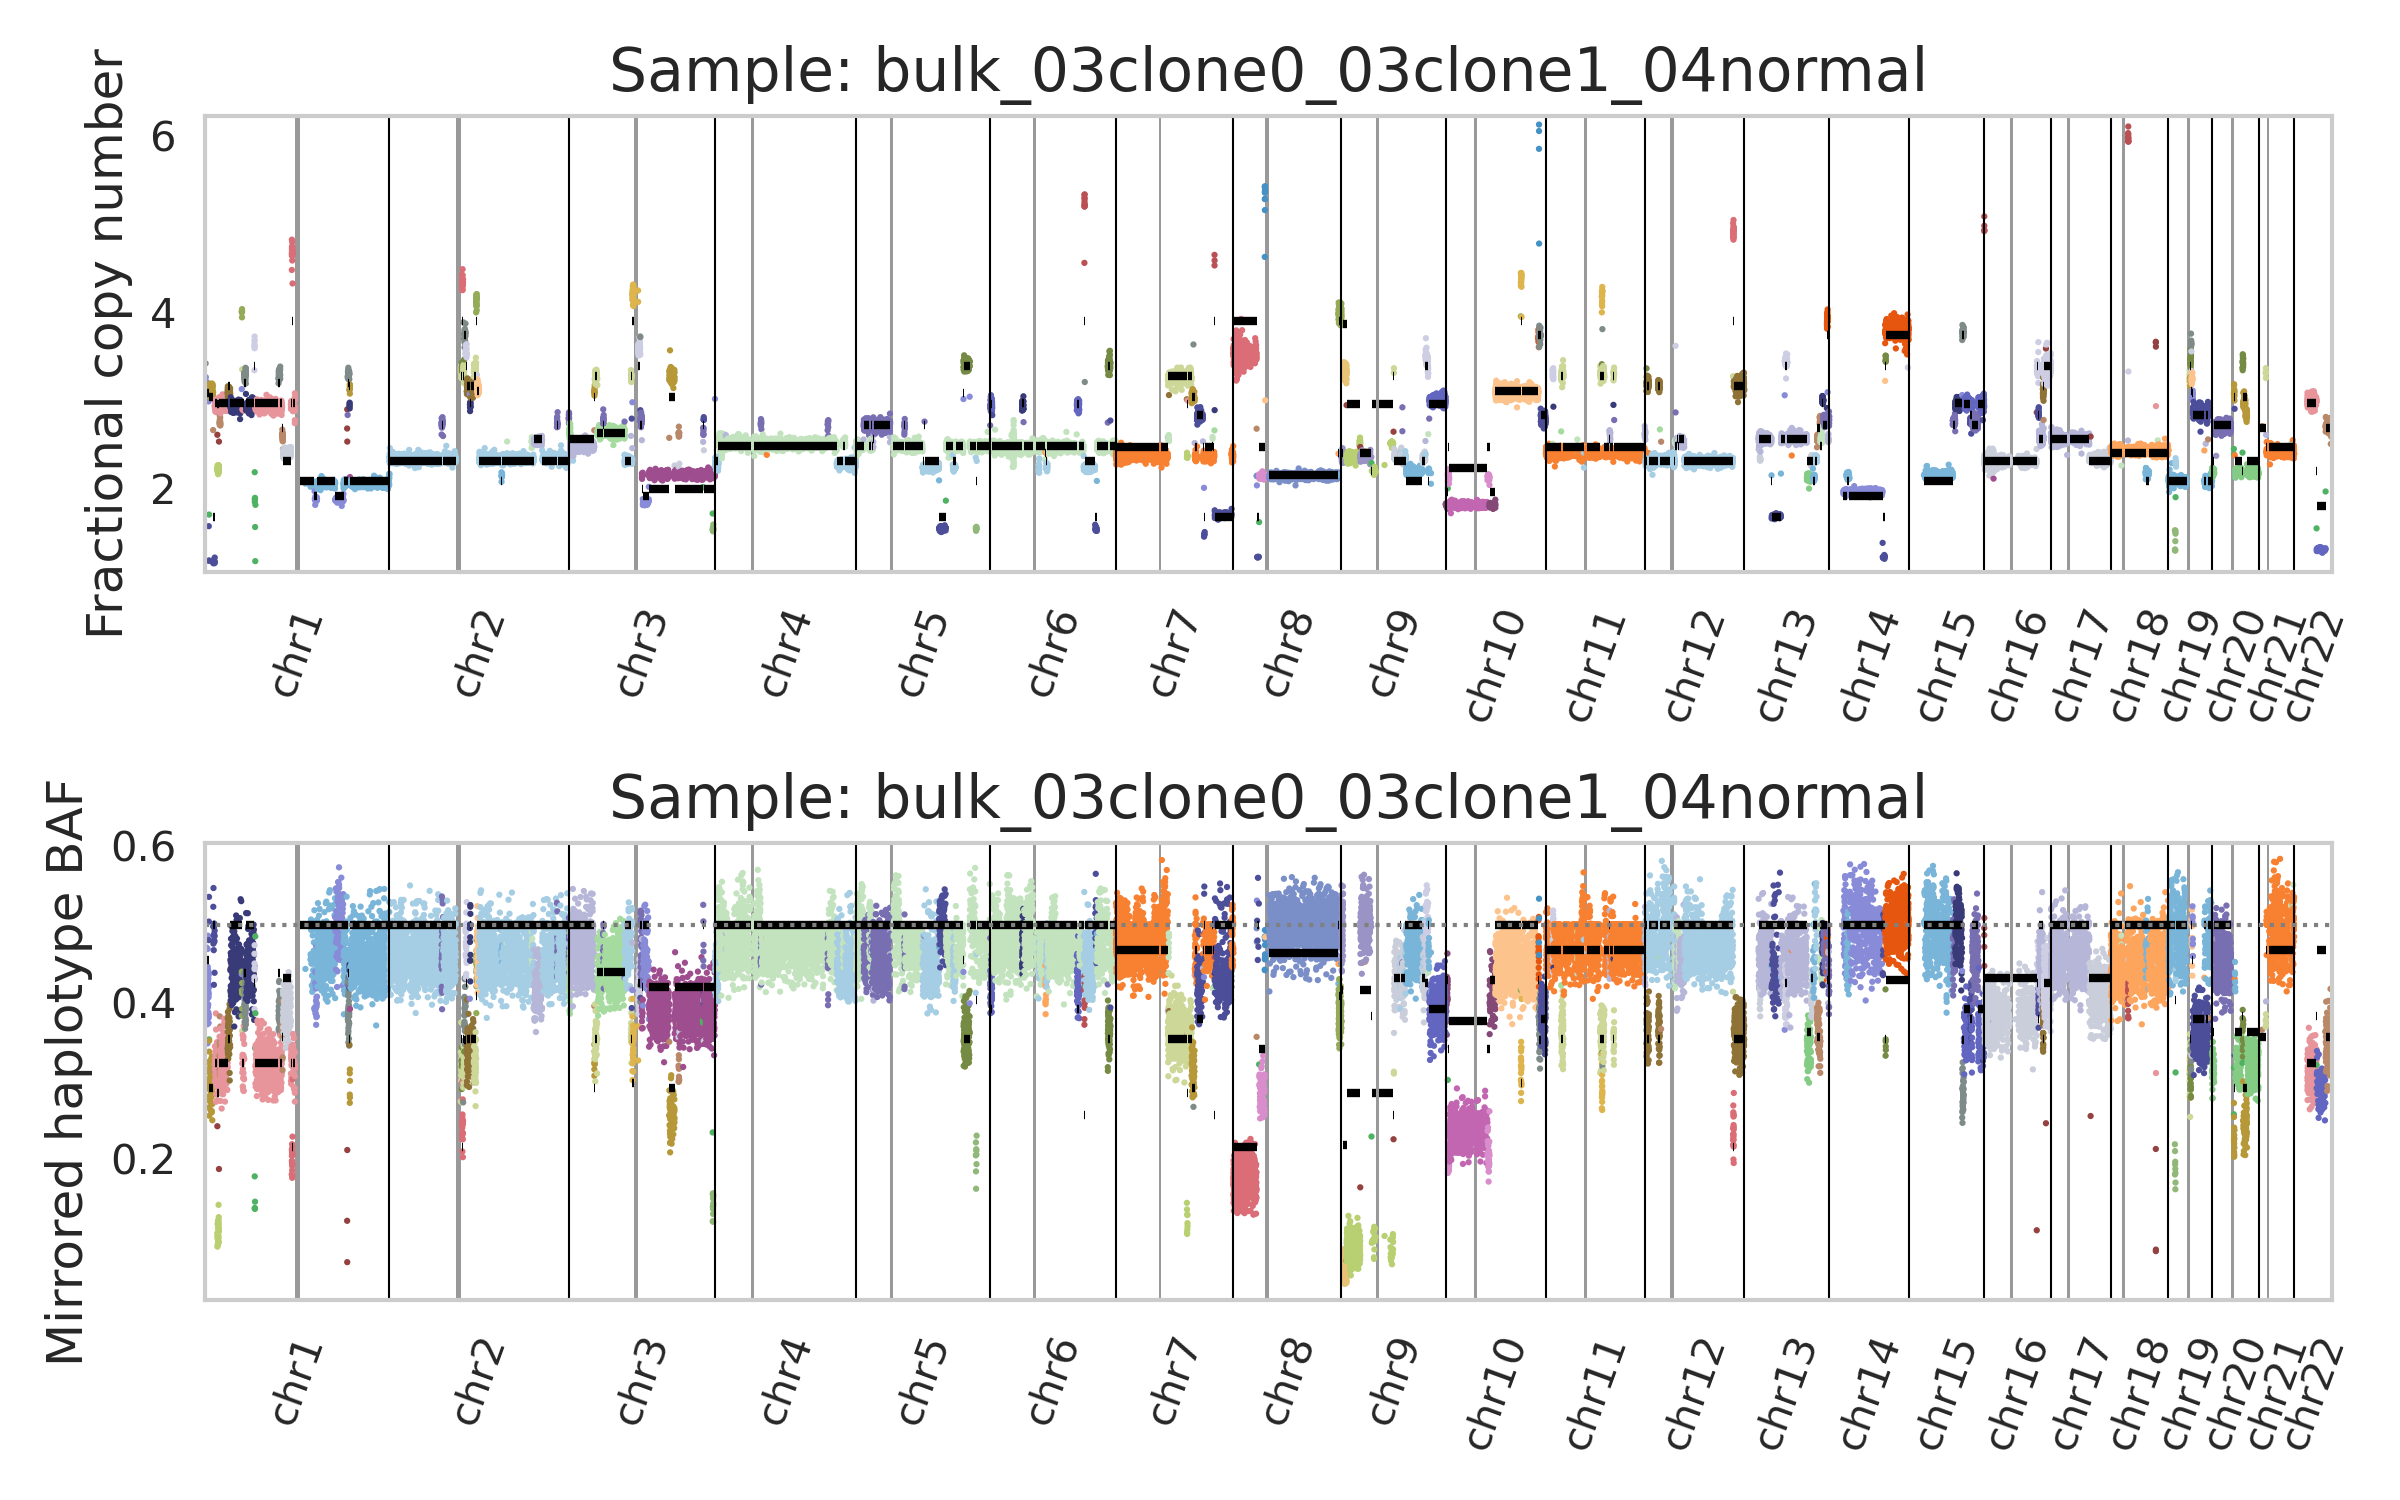 Sample: bulk_03clone0_03clone1_04normal
Fractional copy number
6
4
2
chr1 chr2 chr3 chr4 chr5 chr6 chr7 chr8 chr9 chr10 chr11 chr12 chr13 chr14 chr15 chr16 chr17 chr18 chr19 chr20 chr21 chr22
Sample: bulk_03clone0_03clone1_04normal
Mirrored haplotype BAF
0.6
0.4
0.2
chr1 chr2 chr3 chr4 chr5 chr6 chr7 chr8 chr9 chr10 chr11 chr12 chr13 chr14 chr15 chr16 chr17 chr18 chr19 chr20 chr21 chr22